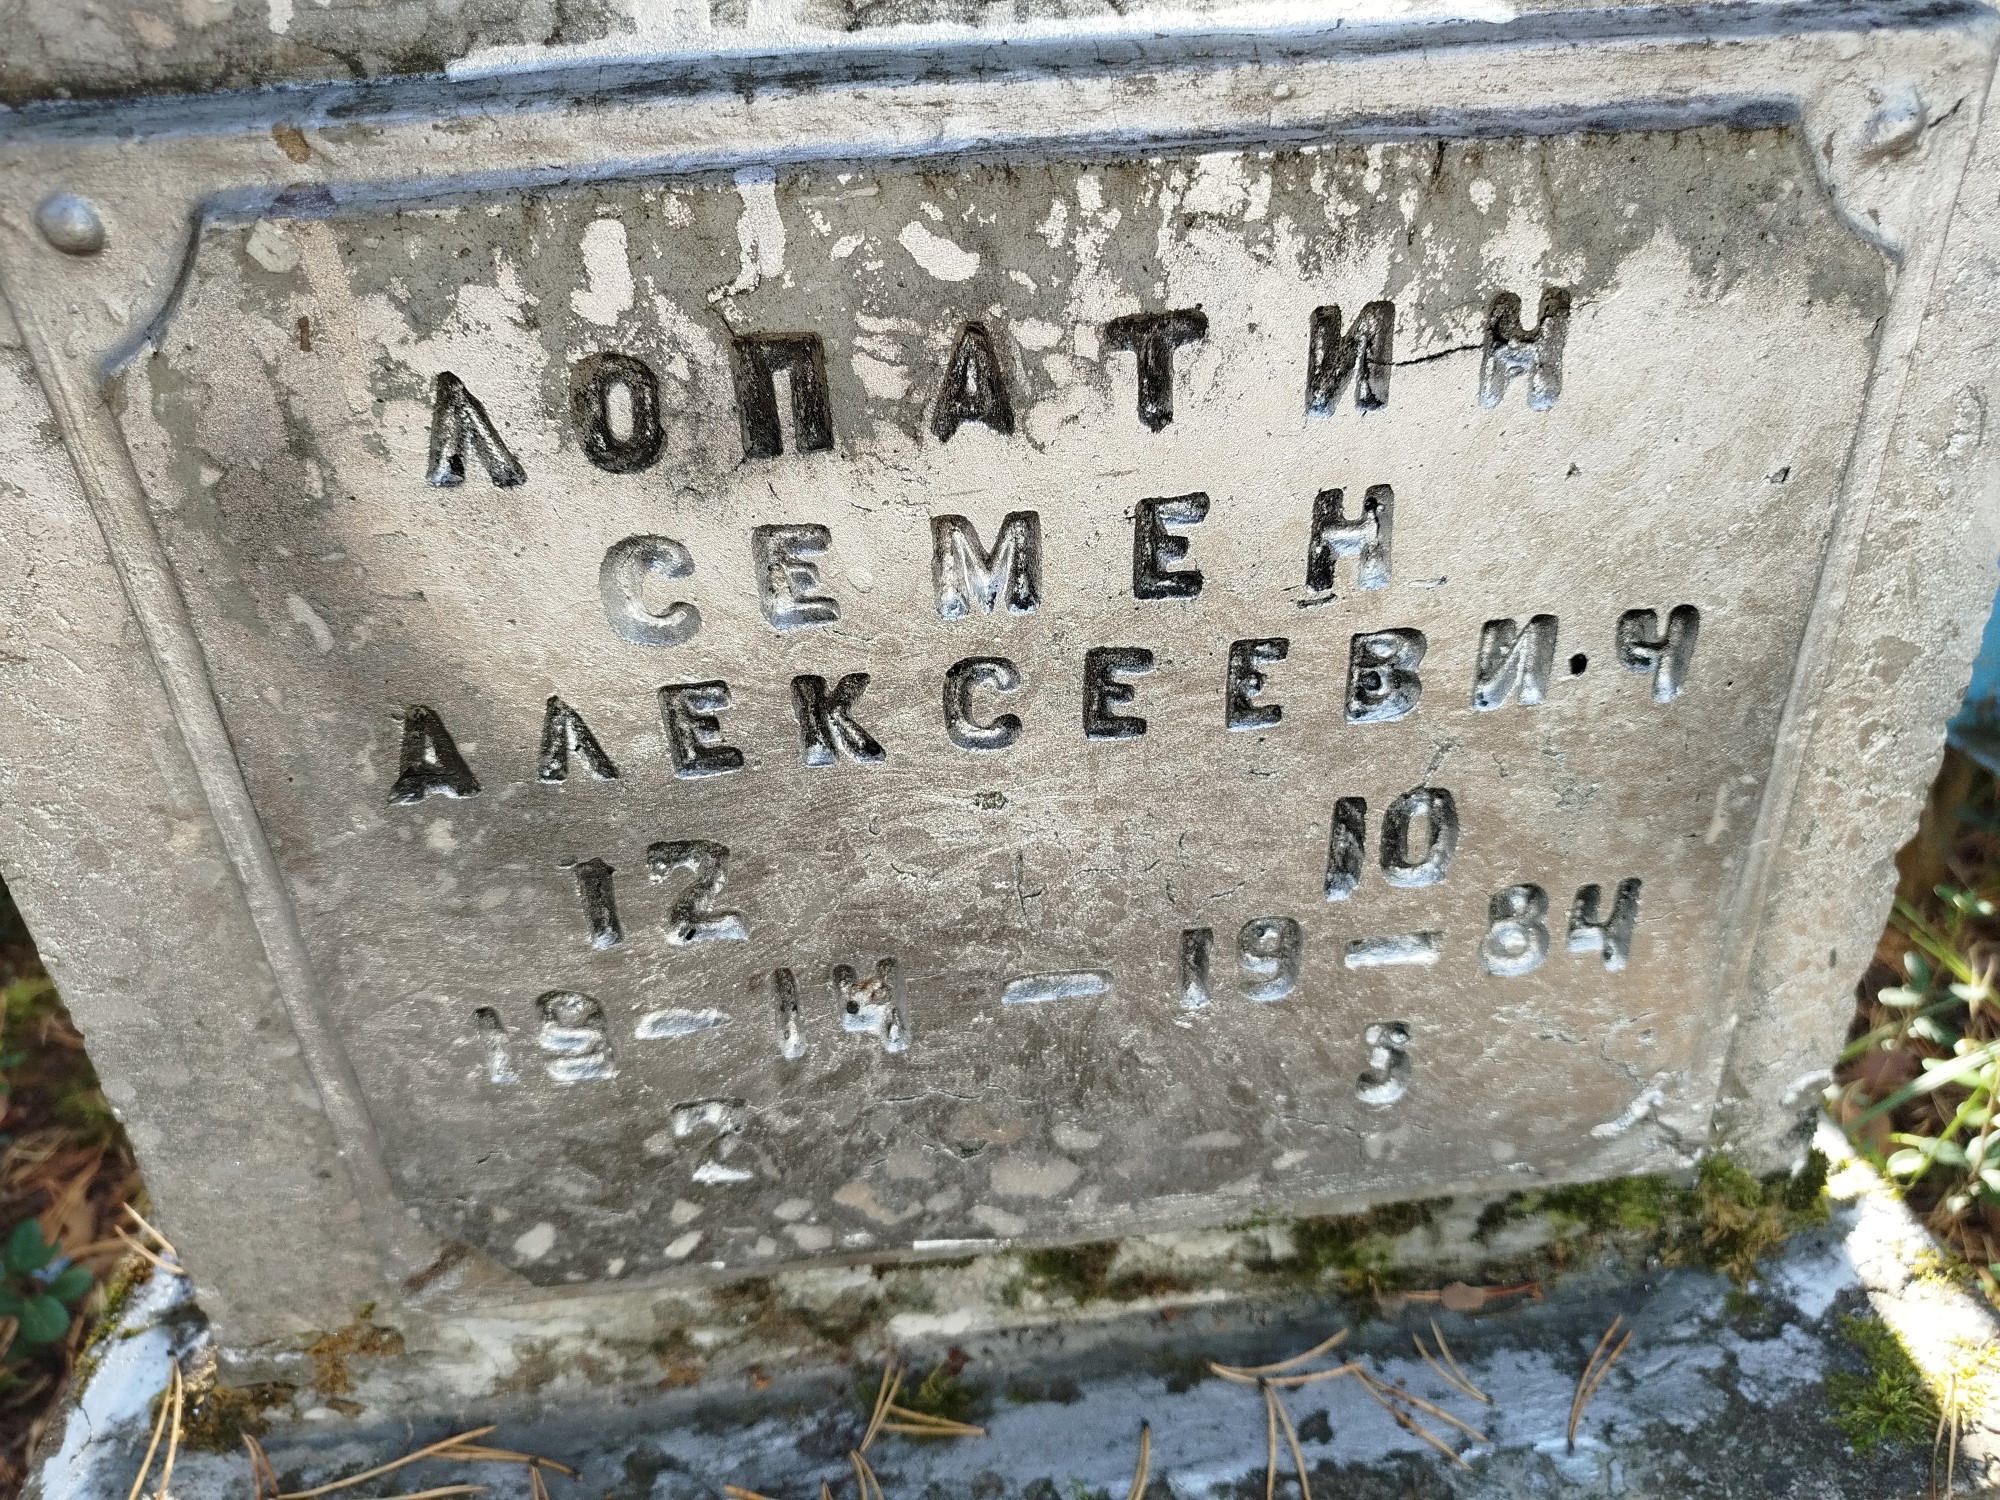 ЛОПАТИН
СЕМЕН
АЛЕКСЕЕВИЧ
12 10
19 — 14 — 19 — 84
2 3